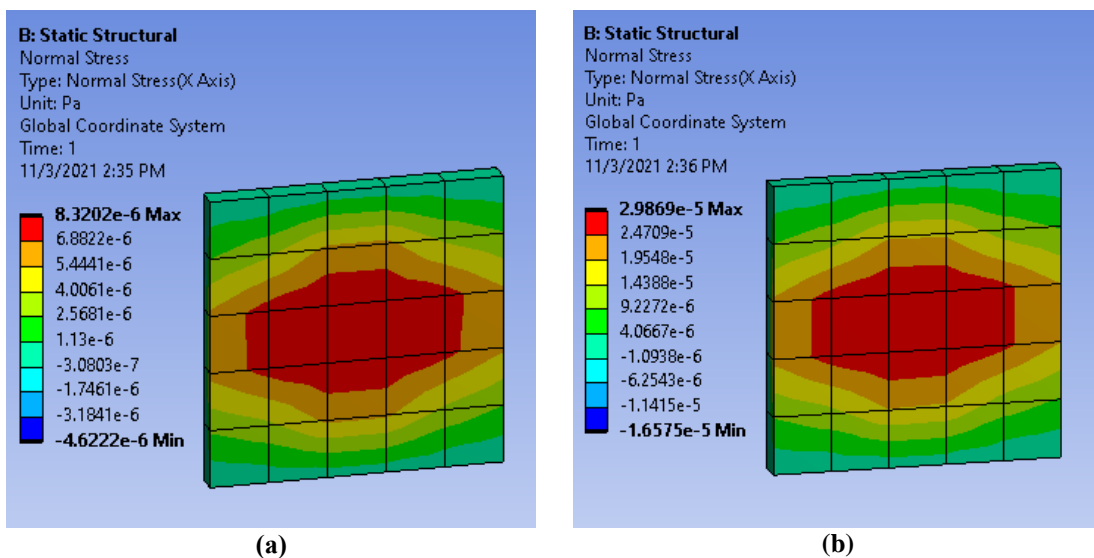 B: Static Structural
Normal Stress
Type: Normal Stress(X Axis)
Unit: Pa
Global Coordinate System
Time: 1
11/3/2021 2:35 PM
8.3202e-6 Max
6.8822e-6
5.4441e-6
4.0061e-6
2.5681e-6
1.13e-6
-3.0803e-7
-1.7461e-6
-3.1841e-6
-4.6222e-6 Min
(a)
B: Static Structural
Normal Stress
Type: Normal Stress(X Axis)
Unit: Pa
Global Coordinate System
Time: 1
11/3/2021 2:36 PM
2.9869e-5 Max
2.4709e-5
1.9548e-5
1.4388e-5
9.2272e-6
4.0667e-6
-1.0938e-6
-6.2543e-6
-1.1415e-5
-1.6575e-5 Min
(b)